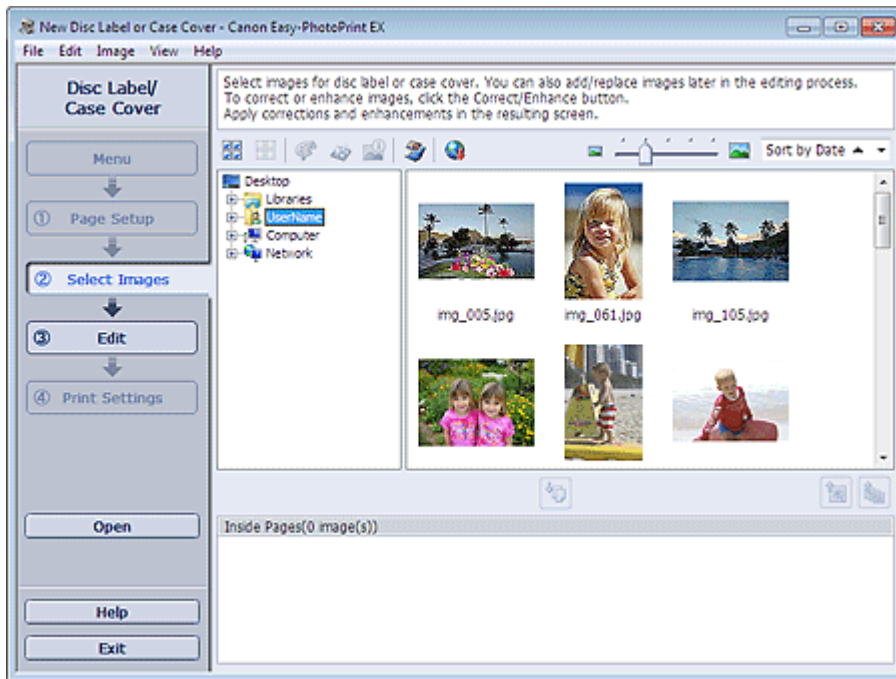 New Disc Label or Case Cover - Canon Easy-PhotoPrint EX
File Edit Image View Help
Disc Label/
Case Cover
Menu
① Page Setup
② Select Images
③ Edit
④ Print Settings
Open
Help
Exit
Select images for disc label or case cover. You can also add/replace images later in the editing process.
To correct or enhance images, click the Correct/Enhance button.
Apply corrections and enhancements in the resulting screen.
Sort by Date
Desktop
Libraries
UserName
Computer
Network
img_005.jpg
img_061.jpg
img_105.jpg
Inside Pages(0 image(s))